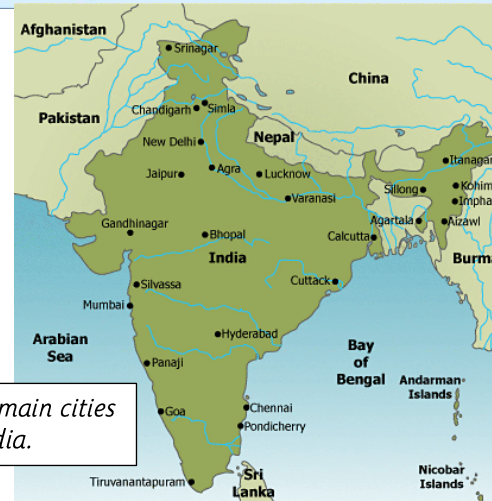 Afghanistan
Srinagar
China
Pakistan
Chandigarh
Simla
Nepal
New Delhi
Itanagar
Jaipur
Agra
Lucknow
Sillong
Varanasi
Agartala
Aizawl
Gandhinagar
Bhopal
Calcutta
India
Silvassa
Cuttack
Mumbai
Arabian
Sea
Hyderabad
Bay
of
Bengal
Panaji
Andarman
Islands
main cities
Goa
Chennai
Pondicherry
Tiruvanantapuram
Sri
Lanka
Nicobar
Islands